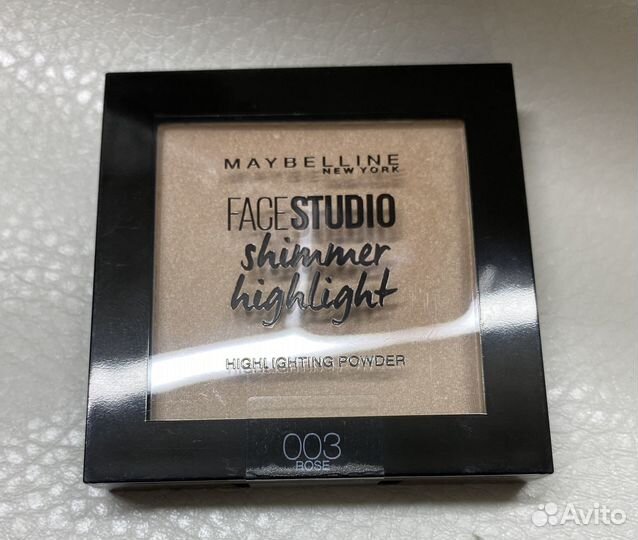 MAYBELLINE
NEW YORK
FACESTUDIO
shimmer
highlight
HIGHLIGHTING POWDER
003
ROSE
Avito